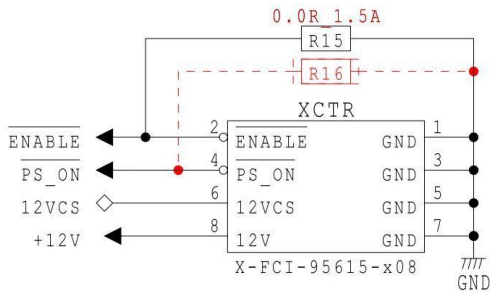 0.0R_1.5A
R15
R16
XCTR
ENABLE 2 ENABLE GND 1
PS_ON 4 PS_ON GND 3
12VCS 6 12VCS GND 5
+12V 8 12V GND 7
X-FCI-95615-x08
GND